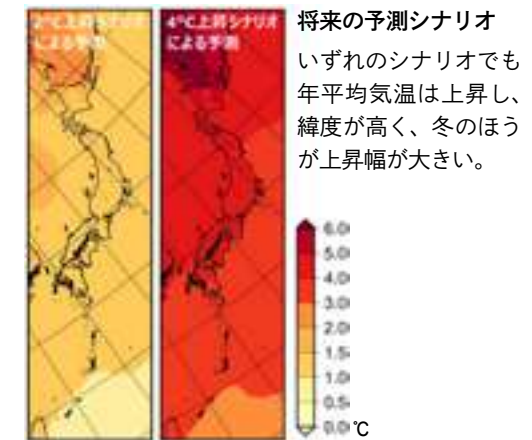 2℃上昇シナリオ
による予測
4℃上昇シナリオ
による予測
将来の予測シナリオ
いずれのシナリオでも
年平均気温は上昇し、
緯度が高く、冬のほう
が上昇幅が大きい。
6.0
5.0
4.0
3.0
2.0
1.5
1.0
0.5
0.0 ℃